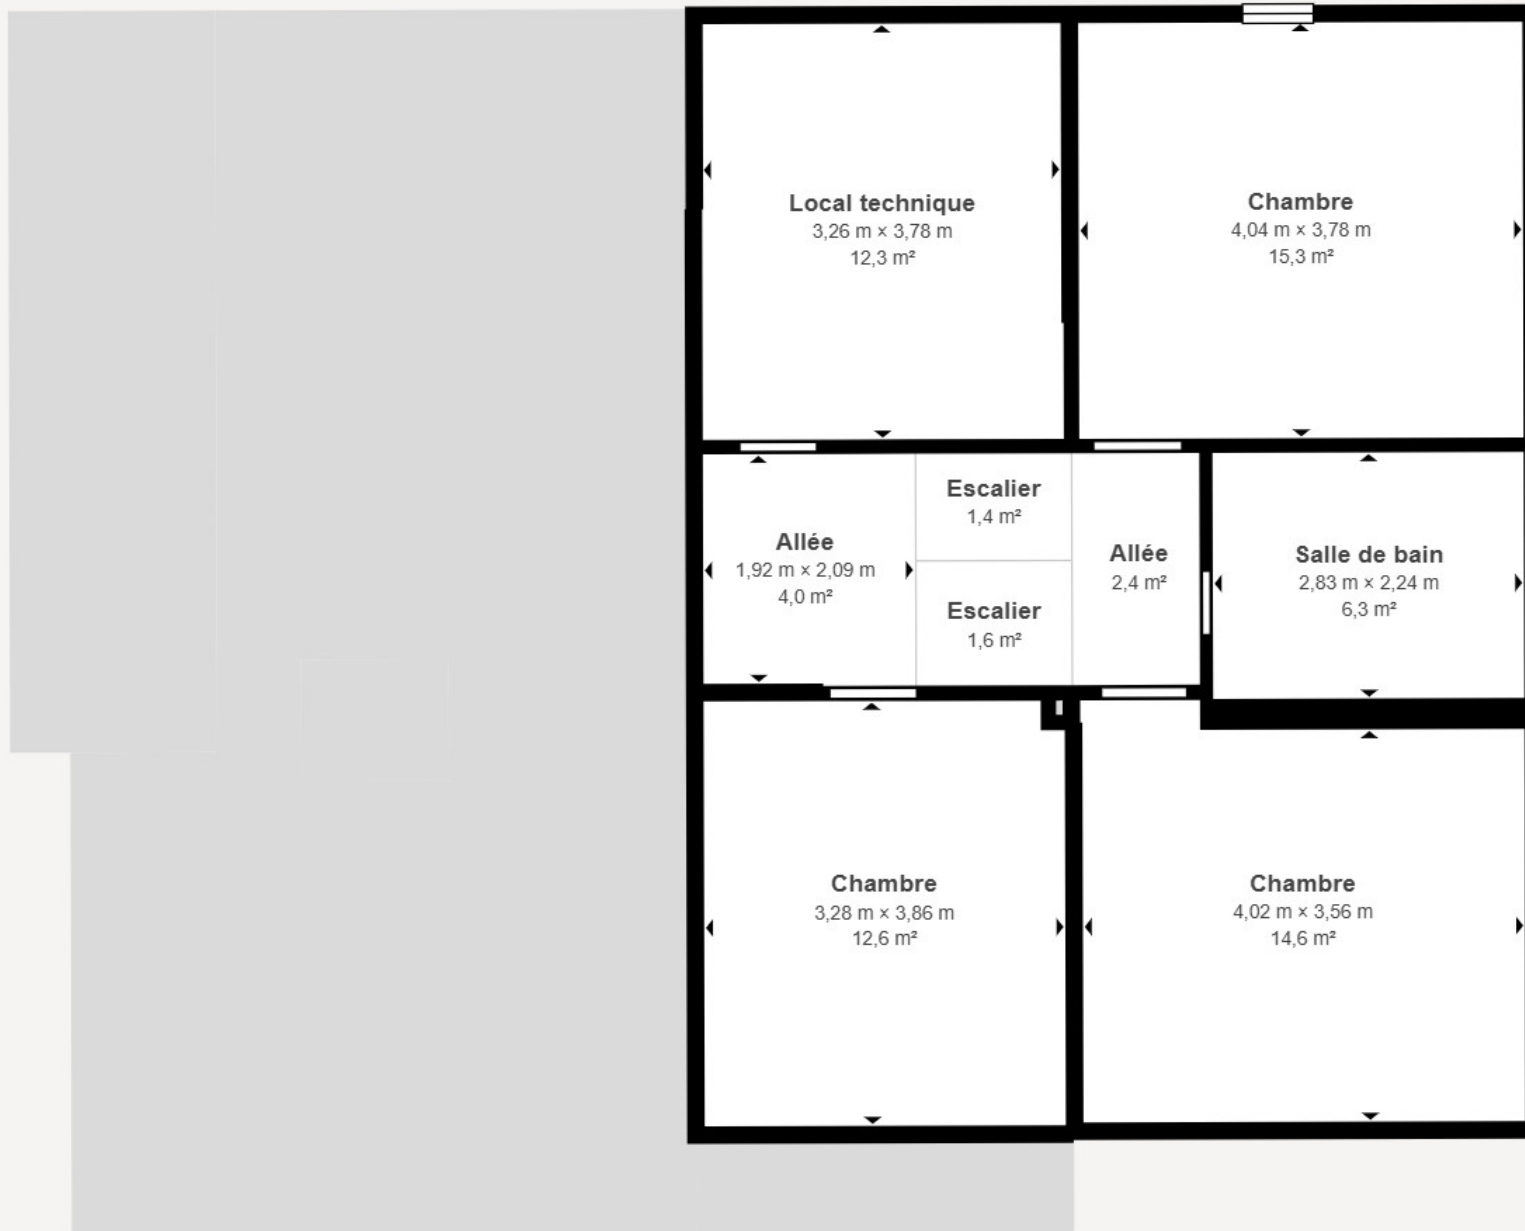 Local technique
3,26 m × 3,78 m
12,3 m²
Chambre
4,04 m × 3,78 m
15,3 m²
Allée
1,92 m × 2,09 m
4,0 m²
Escalier
1,4 m²
Escalier
1,6 m²
Allée
2,4 m²
Salle de bain
2,83 m × 2,24 m
6,3 m²
Chambre
3,28 m × 3,86 m
12,6 m²
Chambre
4,02 m × 3,56 m
14,6 m²